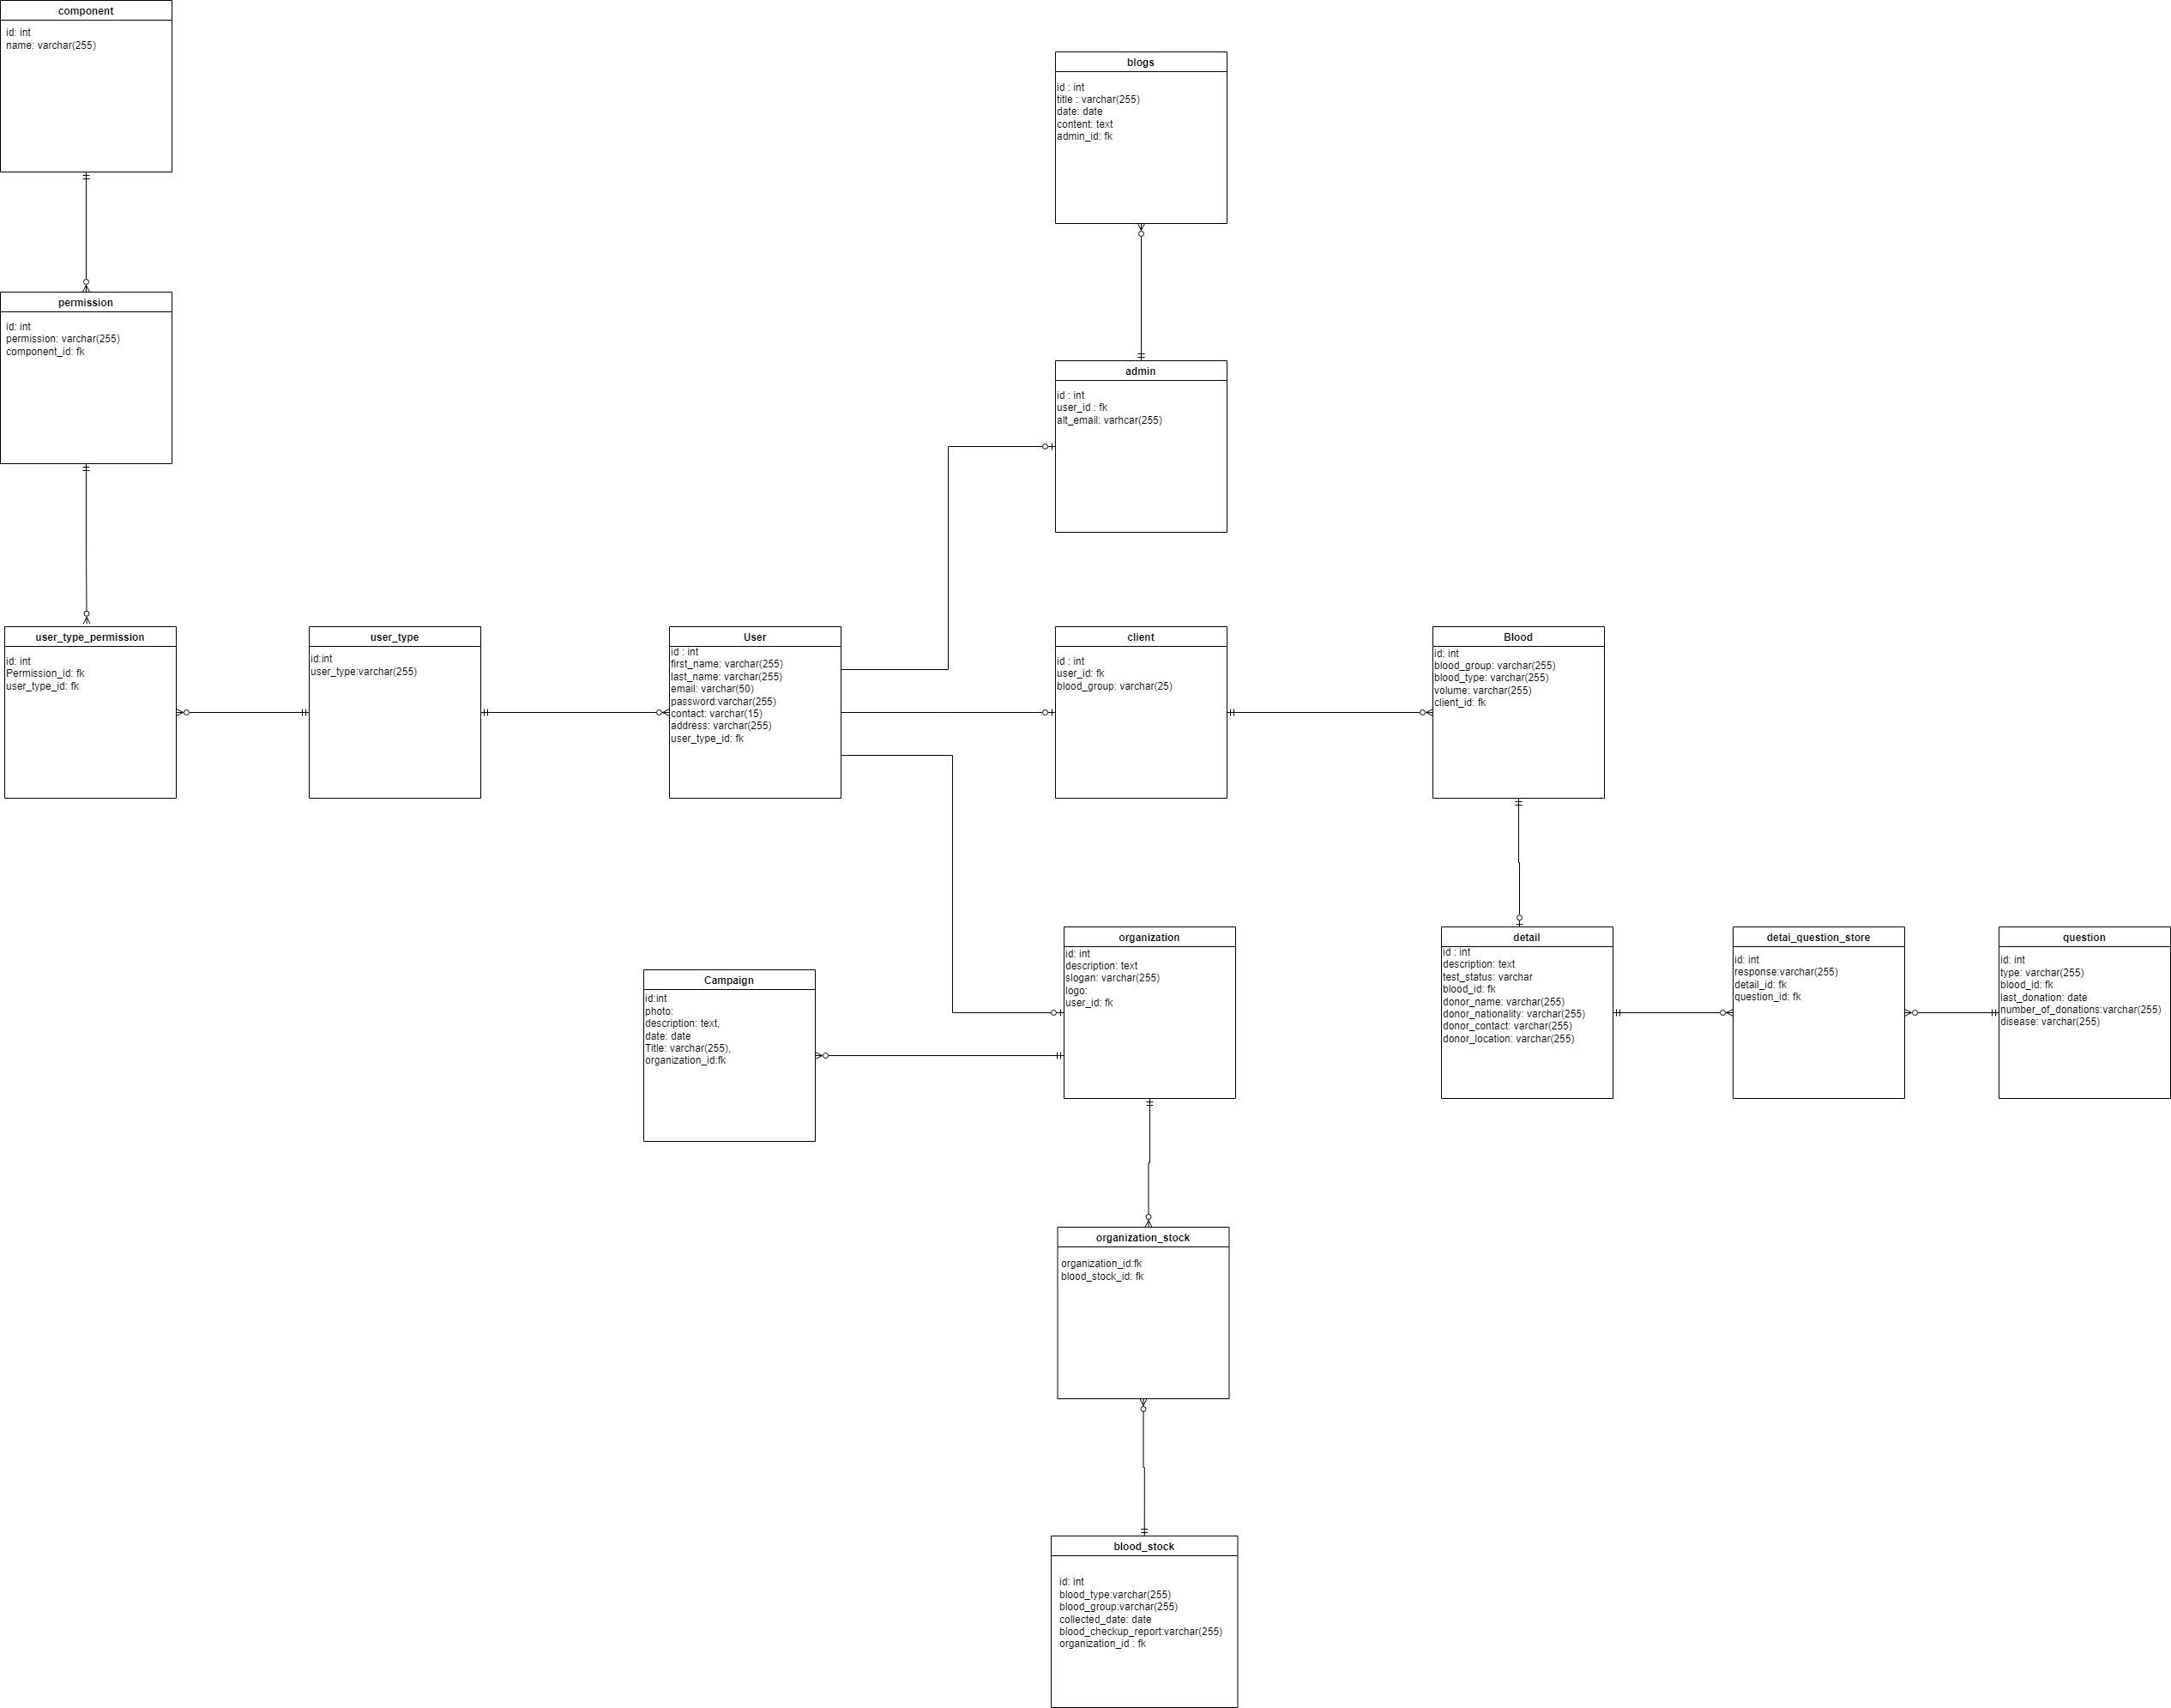 component
id: int
name: varchar(255)
blogs
id : int
title : varchar(255)
date: date
content: text
admin_id: fk
permission
id: int
permission: varchar(255)
component_id: fk
admin
id : int
user_id : fk
alt_email: varhcar(255)
user_type_permission
id: int
Permission_id: fk
user_type_id: fk
user_type
id:int
user_type:varchar(255)
User
id : int
first_name: varchar(255)
last_name: varchar(255)
email: varchar(50)
password:varchar(255)
contact: varchar(15)
address: varchar(255)
user_type_id: fk
client
id : int
user_id: fk
blood_group: varchar(25)
Blood
id: int
blood_group: varchar(255)
blood_type: varchar(255)
volume: varchar(255)
client_id: fk
Campaign
id:int
photo:
description: text,
date: date
Title: varchar(255),
organization_id:fk
organization
id: int
description: text
slogan: varchar(255)
logo:
user_id: fk
detail
id : int
description: text
test_status: varchar
blood_id: fk
donor_name: varchar(255)
donor_nationality: varchar(255)
donor_contact: varchar(255)
donor_location: varchar(255)
detai_question_store
id: int
response:varchar(255)
detail_id: fk
question_id: fk
question
id: int
type: varchar(255)
blood_id: fk
last_donation: date
number_of_donations:varchar(255)
disease: varchar(255)
organization_stock
organization_id:fk
blood_stock_id: fk
blood_stock
id: int
blood_type:varchar(255)
blood_group:varchar(255)
collected_date: date
blood_checkup_report:varchar(255)
organization_id : fk